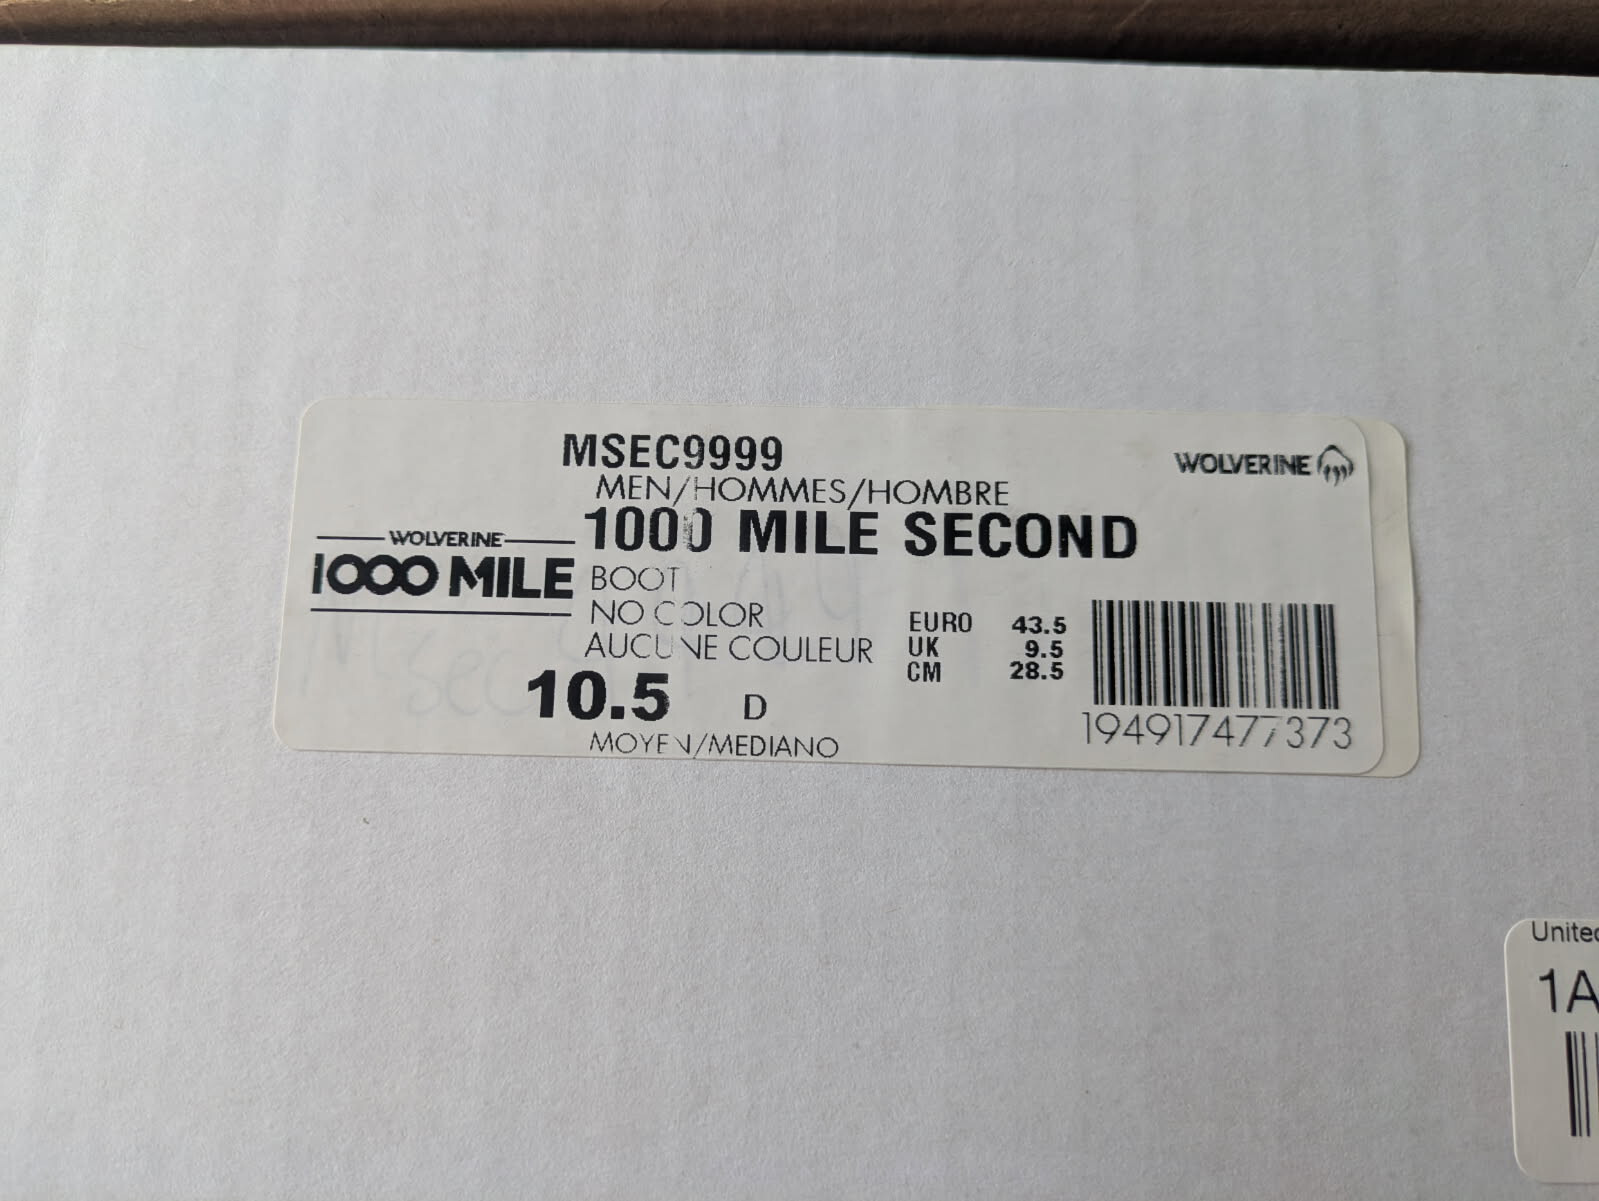 MSEC9999
WOLVERINE
MEN/HOMMES/HOMBRE
1000 MILE SECOND
WOLVERINE
1000 MILE
BOOT
NO COLOR
AUCUNE COULEUR
EURO 43.5
UK 9.5
CM 28.5
10.5 D
MOYEN/MEDIANO
194917477373
1A